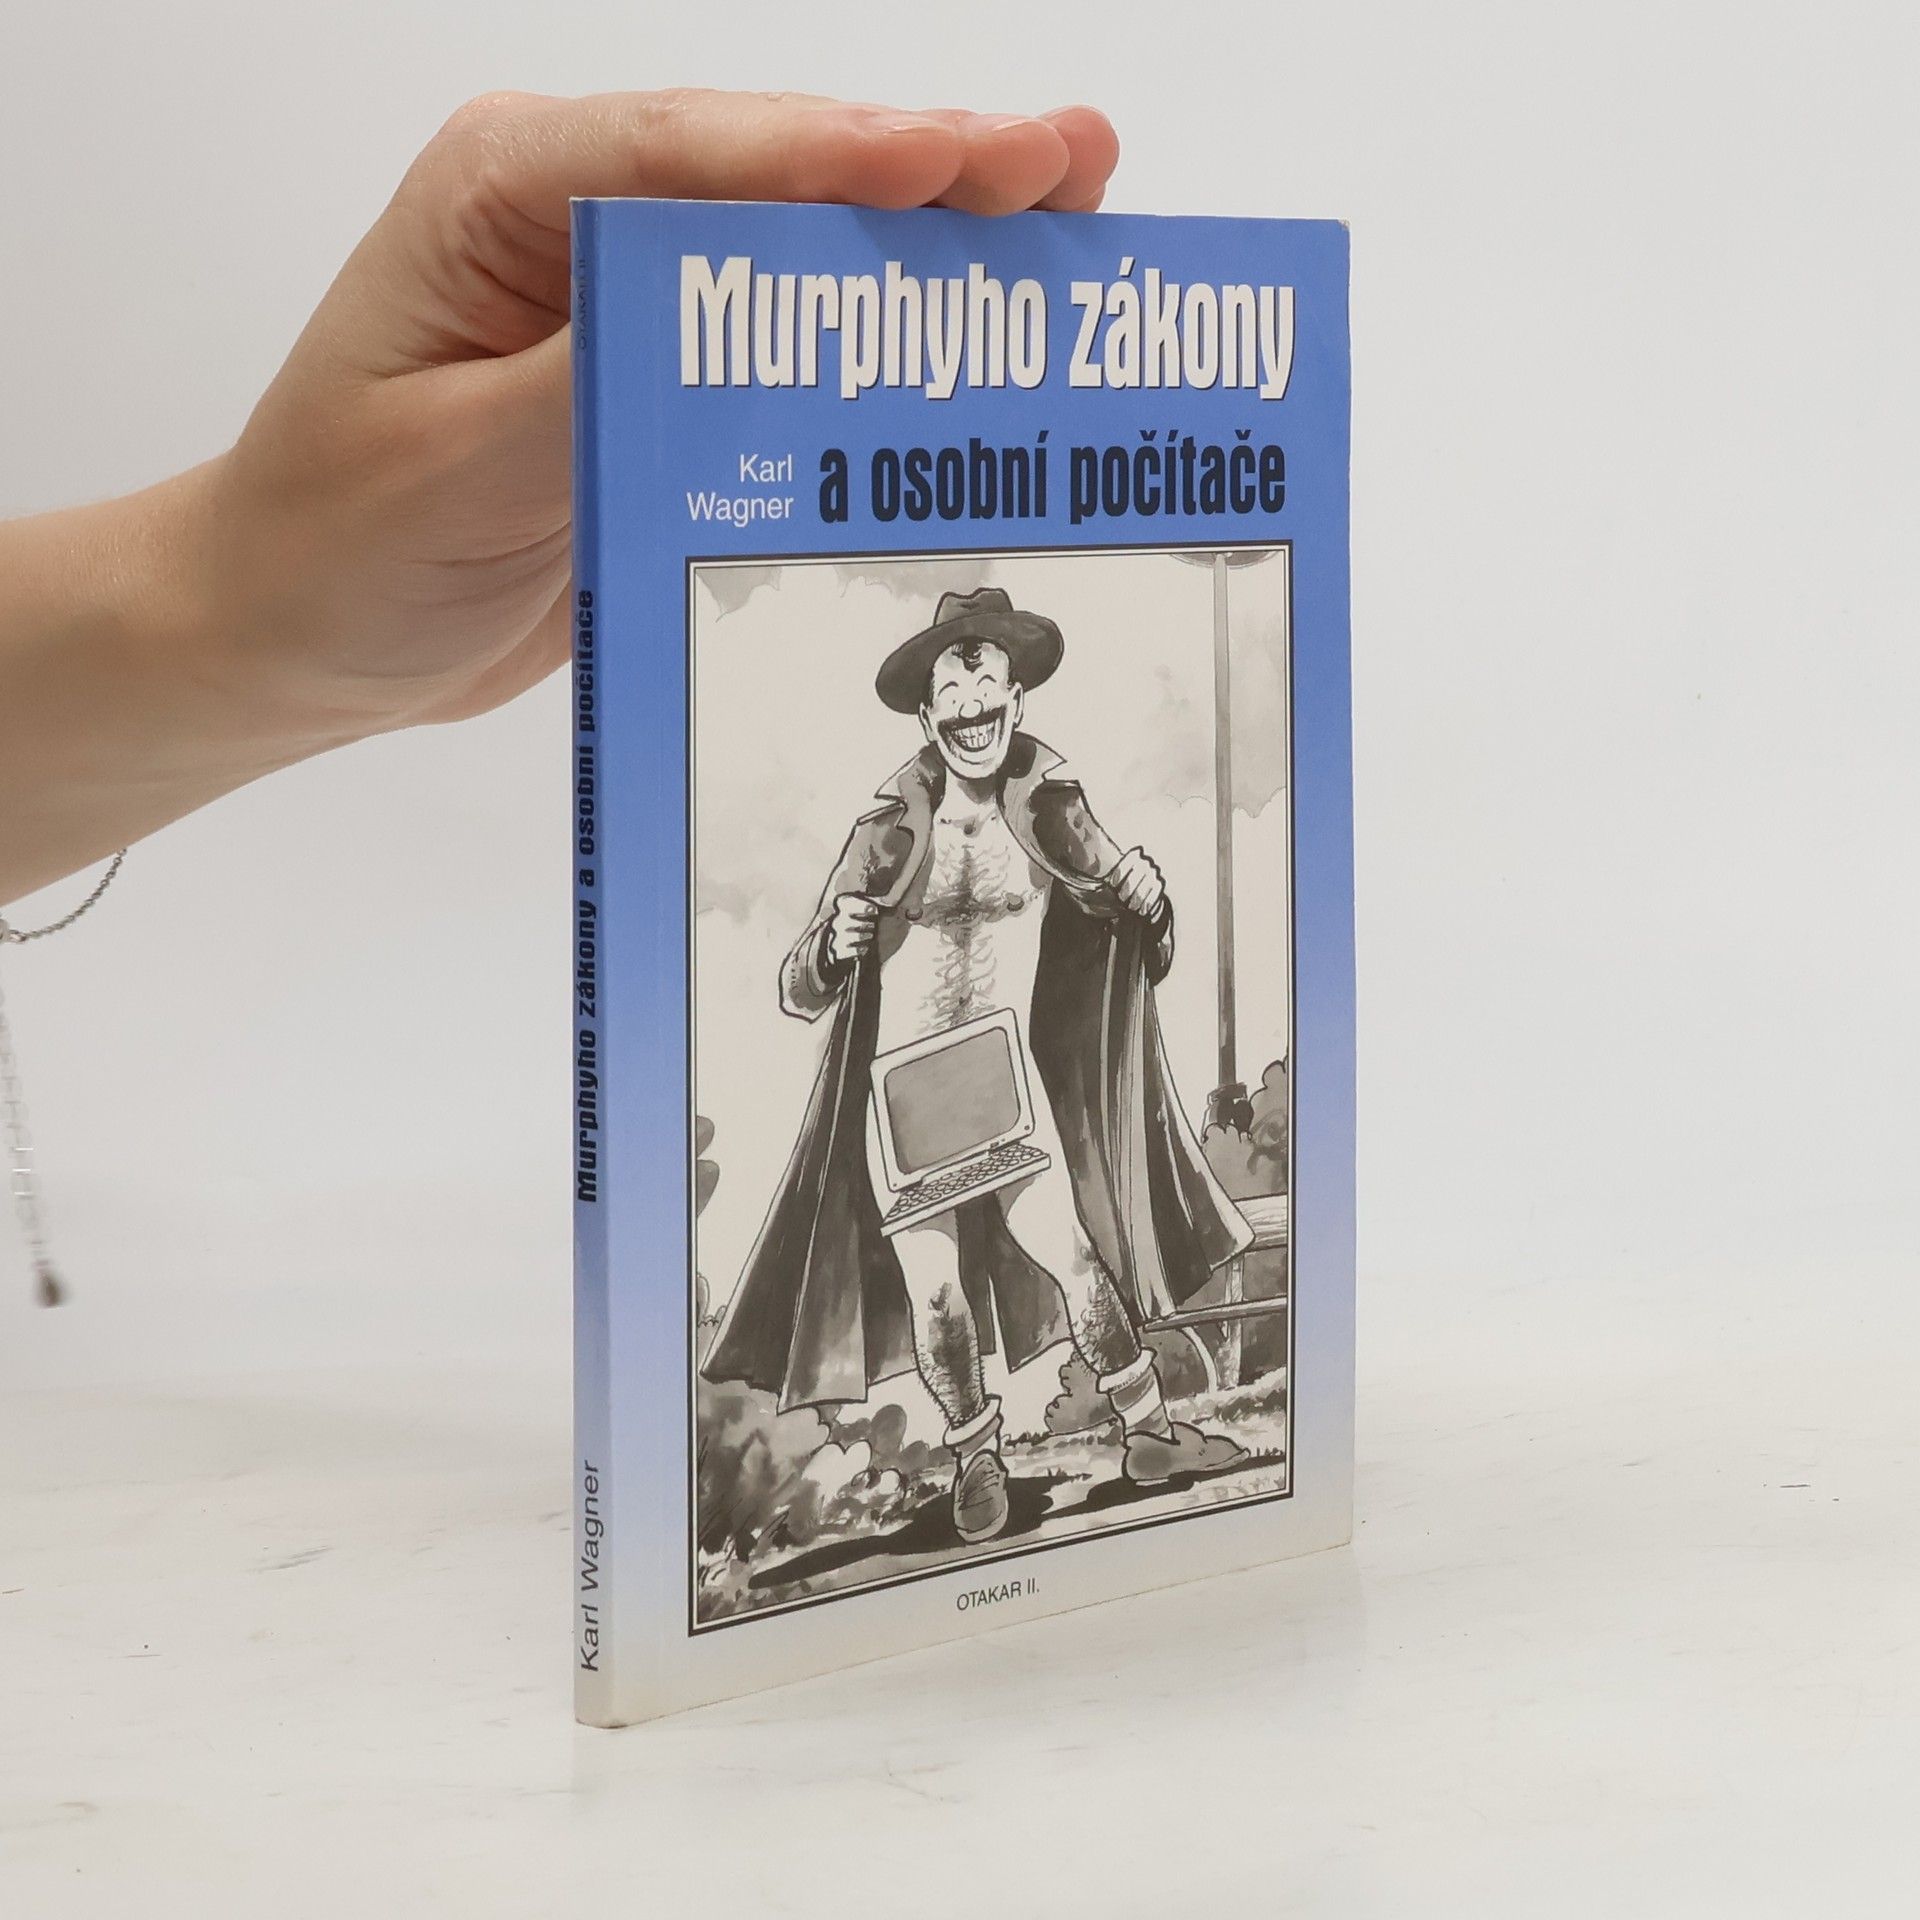 Murphyho zákony
Karl
Wagner
a osobní počítače
OTAKAR II.
Karl Wagner
Murphyho zákony a osobní počítače
OTAKAR II.